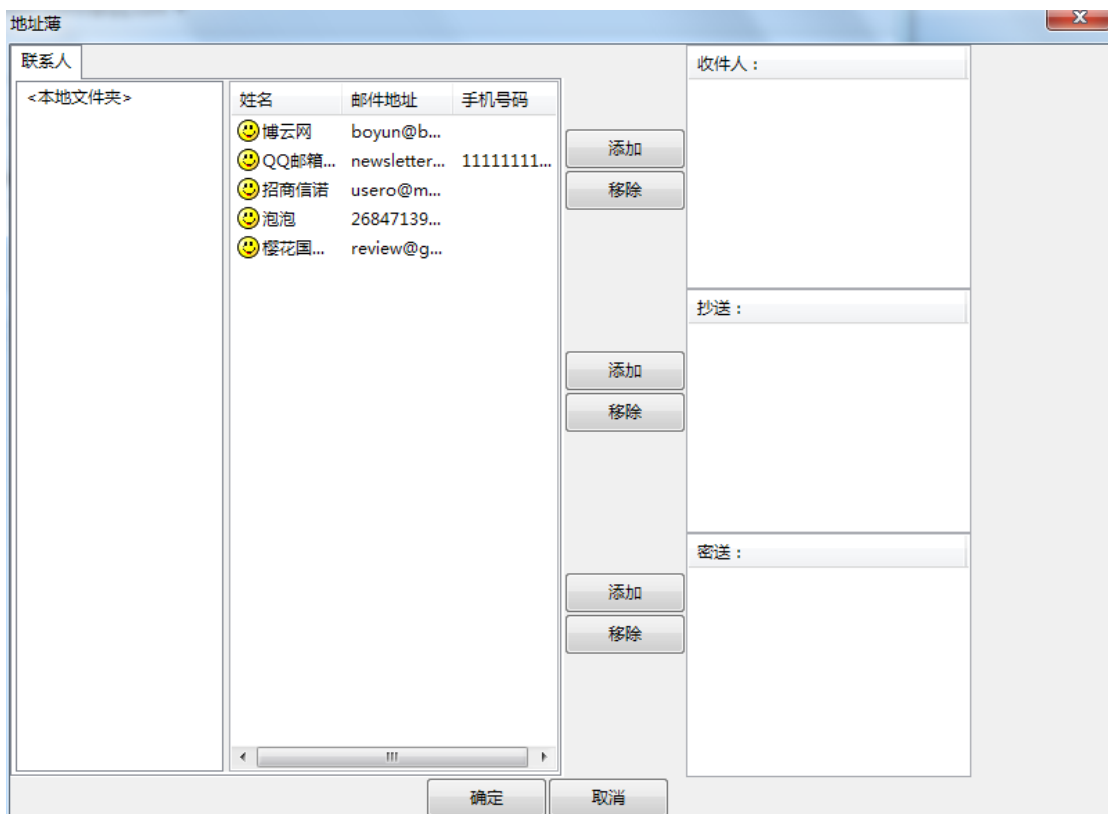 地址薄
联系人
<本地文件夹>
姓名 邮件地址 手机号码
博云网 boyun@b...
QQ邮箱... newsletter... 11111111...
招商信诺 usero@m...
泡泡 26847139...
樱花国... review@g...
添加
移除
添加
移除
添加
移除
收件人：
抄送：
密送：
确定 取消